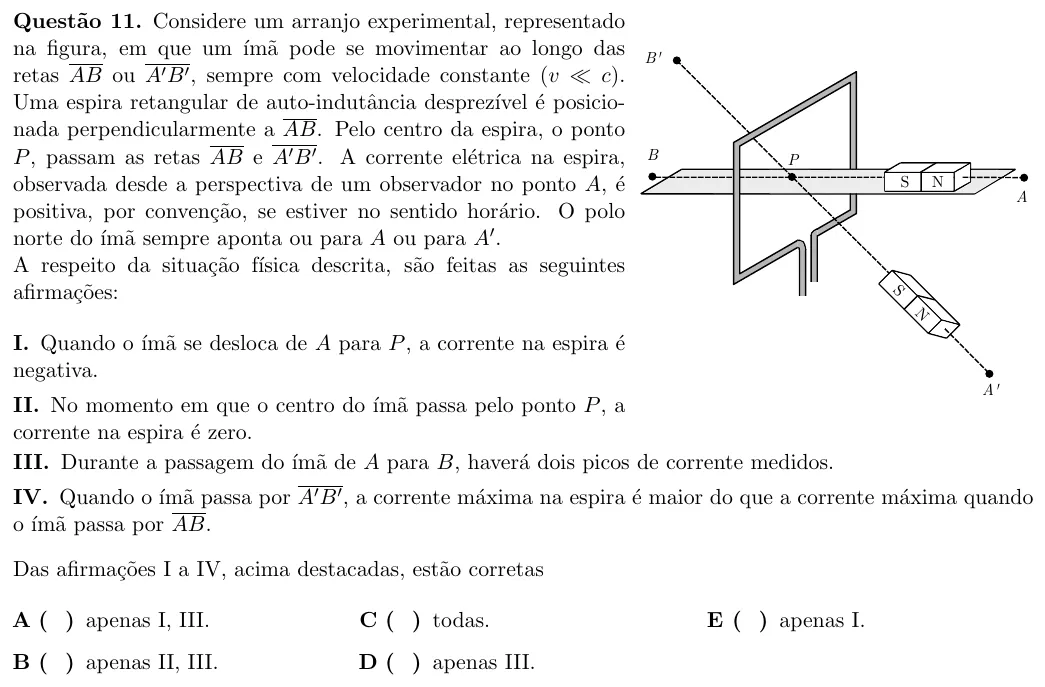 Questão 11. Considere um arranjo experimental, representado
na figura, em que um ímã pode se movimentar ao longo das
retas A̅B̅ ou A̅'̅B̅'̅, sempre com velocidade constante (v ≪ c).
Uma espira retangular de auto-indutância desprezível é posicio-
nada perpendicularmente a A̅B̅. Pelo centro da espira, o ponto
P, passam as retas A̅B̅ e A̅'̅B̅'̅. A corrente elétrica na espira,
observada desde a perspectiva de um observador no ponto A, é
positiva, por convenção, se estiver no sentido horário. O polo
norte do ímã sempre aponta ou para A ou para A'.
A respeito da situação física descrita, são feitas as seguintes
afirmações:
I. Quando o ímã se desloca de A para P, a corrente na espira é
negativa.
II. No momento em que o centro do ímã passa pelo ponto P, a
corrente na espira é zero.
III. Durante a passagem do ímã de A para B, haverá dois picos de corrente medidos.
IV. Quando o ímã passa por A̅'̅B̅'̅, a corrente máxima na espira é maior do que a corrente máxima quando
o ímã passa por A̅B̅.
Das afirmações I a IV, acima destacadas, estão corretas
A ( ) apenas I, III.
B ( ) apenas II, III.
C ( ) todas.
D ( ) apenas III.
E ( ) apenas I.
B'
B
P
S N
A
S
N
A'